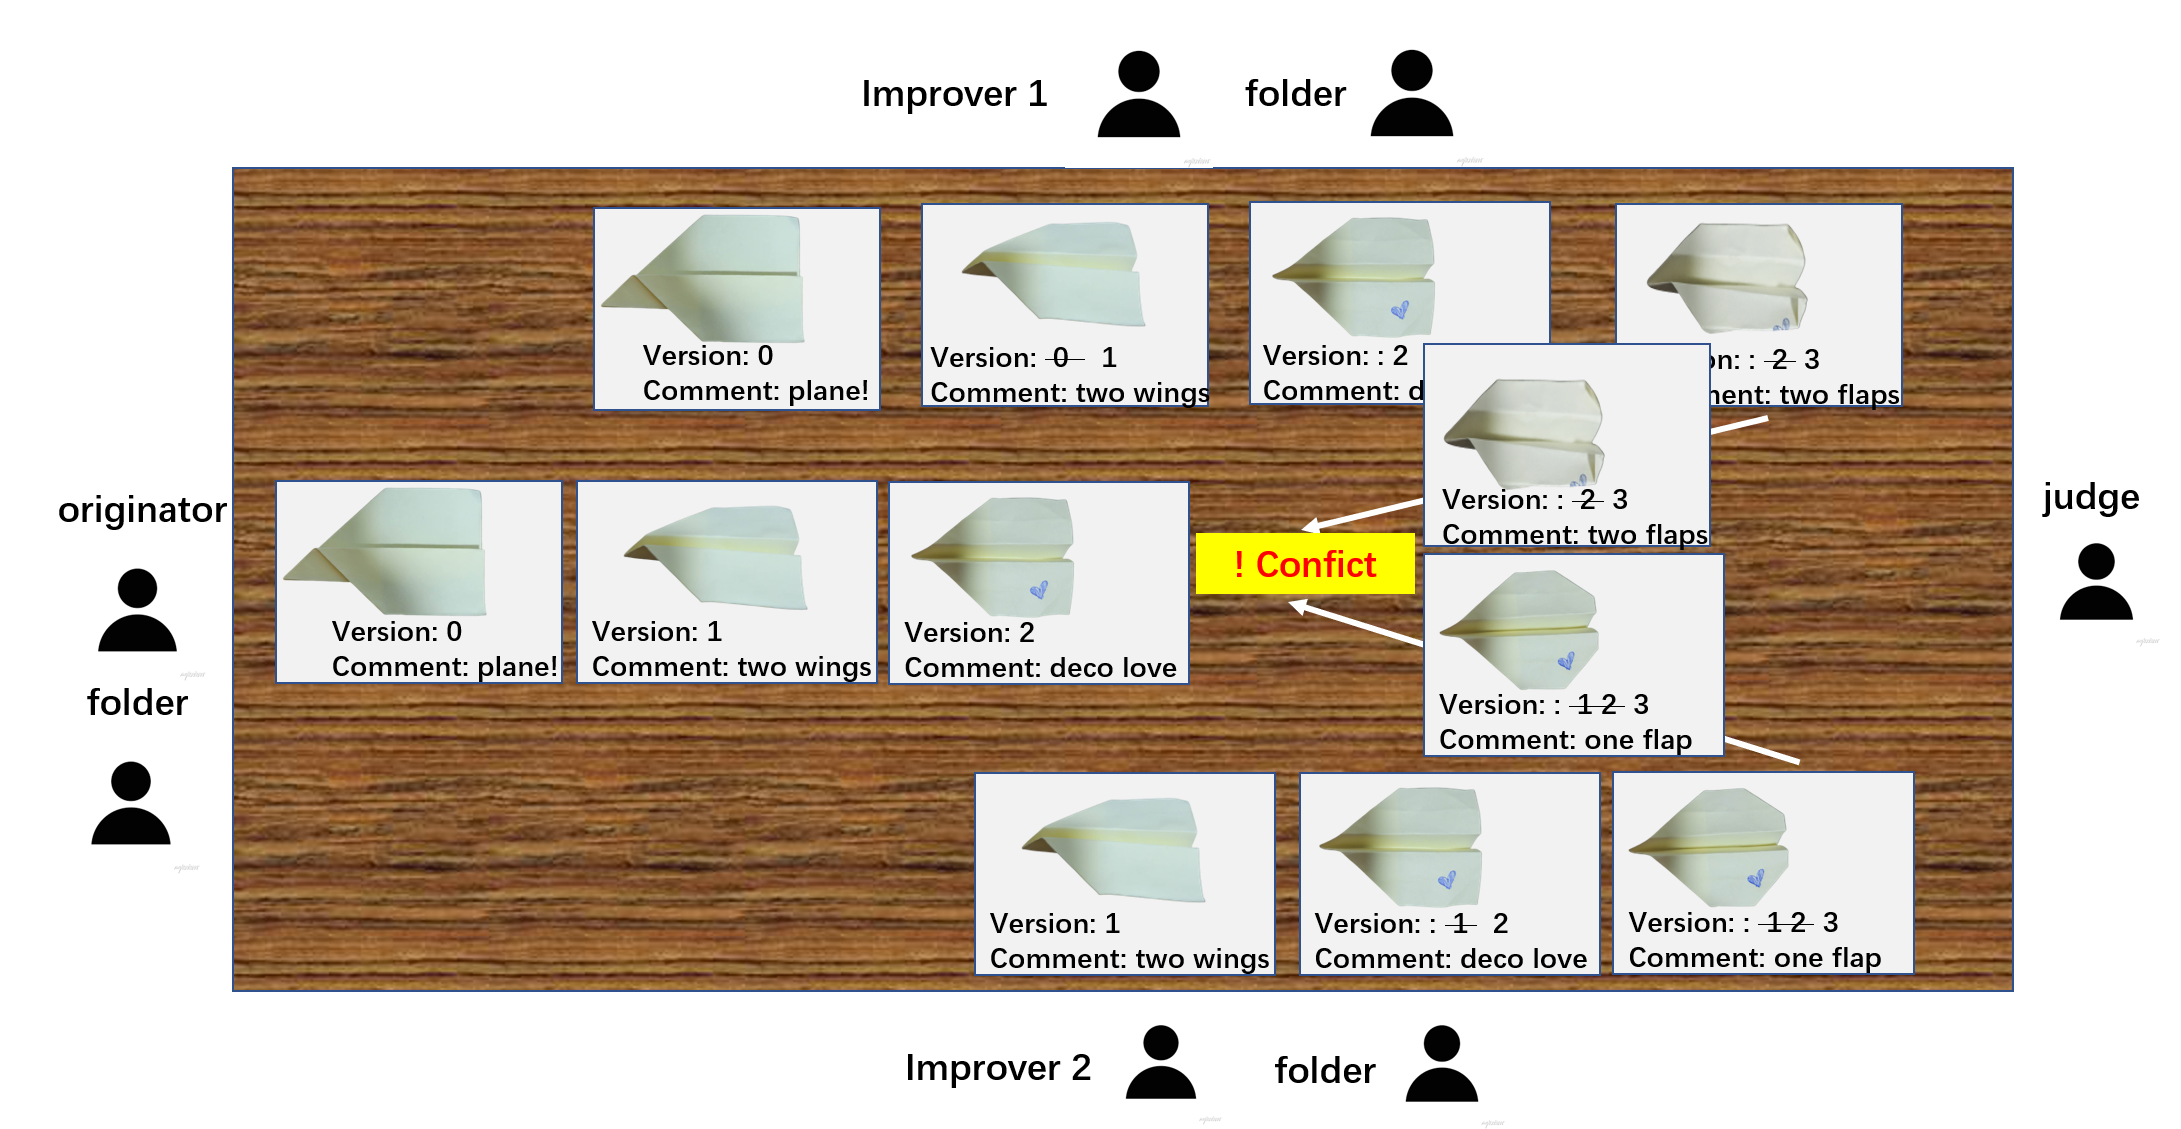 Improver 1
folder
Version: 0
Comment: plane!
Version: 0 1
Comment: two wings
Version: : 2
Comment: d
n: : 2 3
ent: two flaps
originator
folder
Version: 0
Comment: plane!
Version: 1
Comment: two wings
Version: 2
Comment: deco love
! Confict
Version: : 2 3
Comment: two flaps
Version: : 1 2 3
Comment: one flap
judge
Version: 1
Comment: two wings
Version: : 1 2
Comment: deco love
Version: : 1 2 3
Comment: one flap
Improver 2
folder